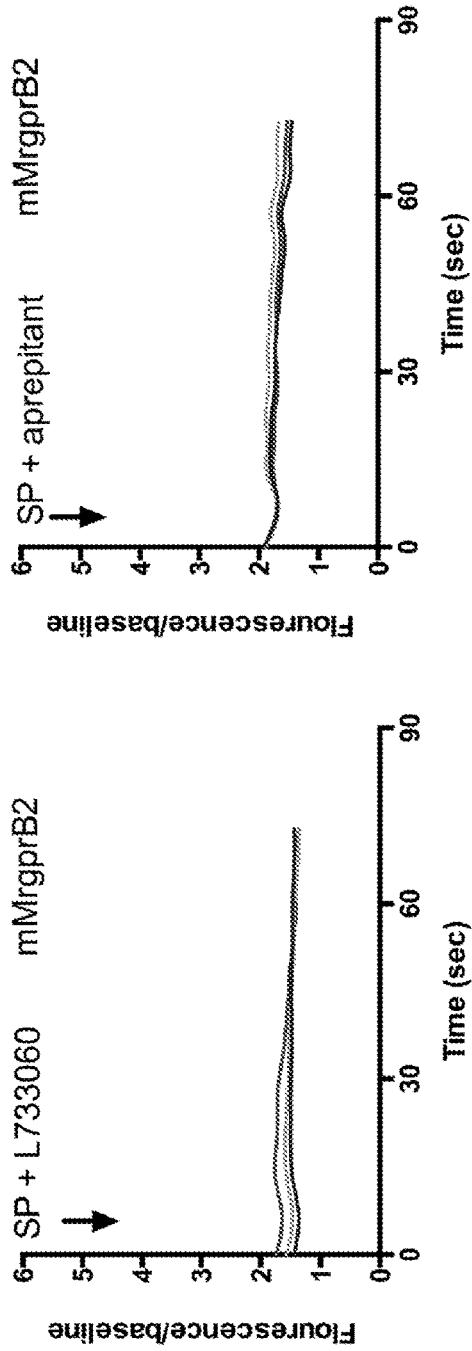 SP + L733060
mMrgprB2
6
5
4
3
2
1
0
Flourescence/baseline
0
30
60
90
Time (sec)
SP + aprepitant
mMrgprB2
6
5
4
3
2
1
0
Flourescence/baseline
0
30
60
90
Time (sec)